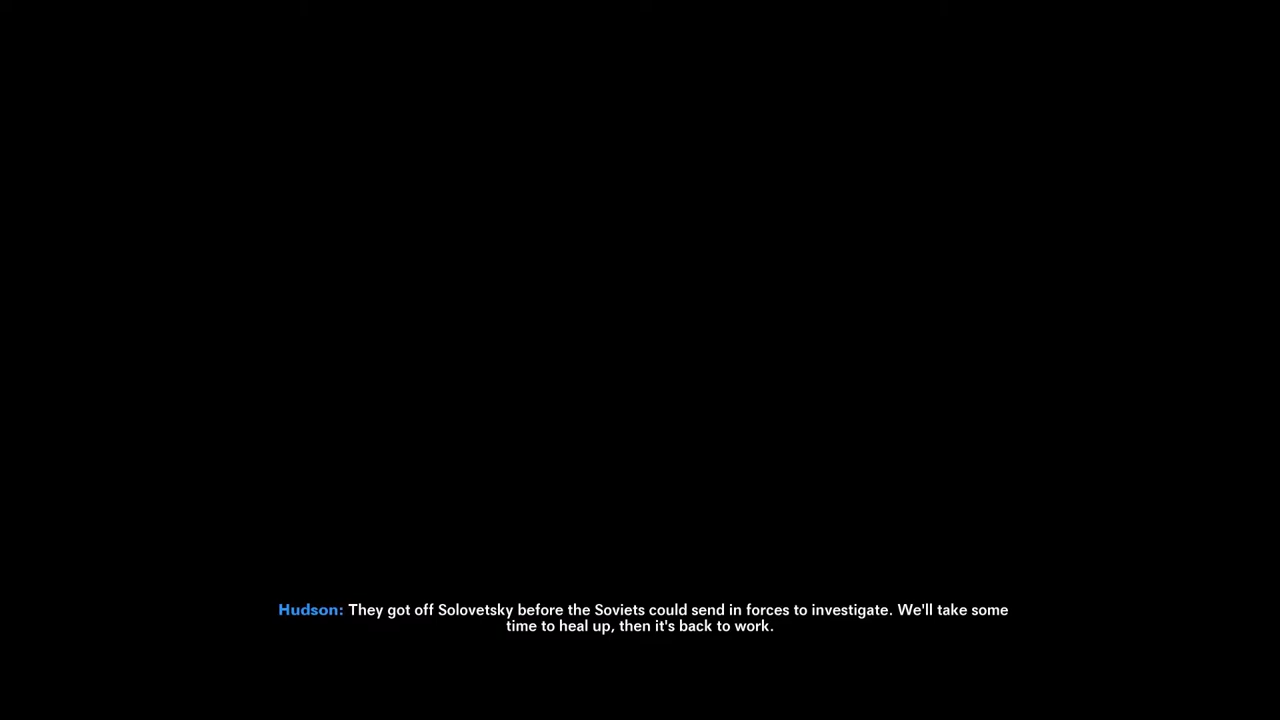 Hudson: They got off Solovetsky before the Soviets could send in forces to investigate. We'll take some
time to heal up, then it's back to work.